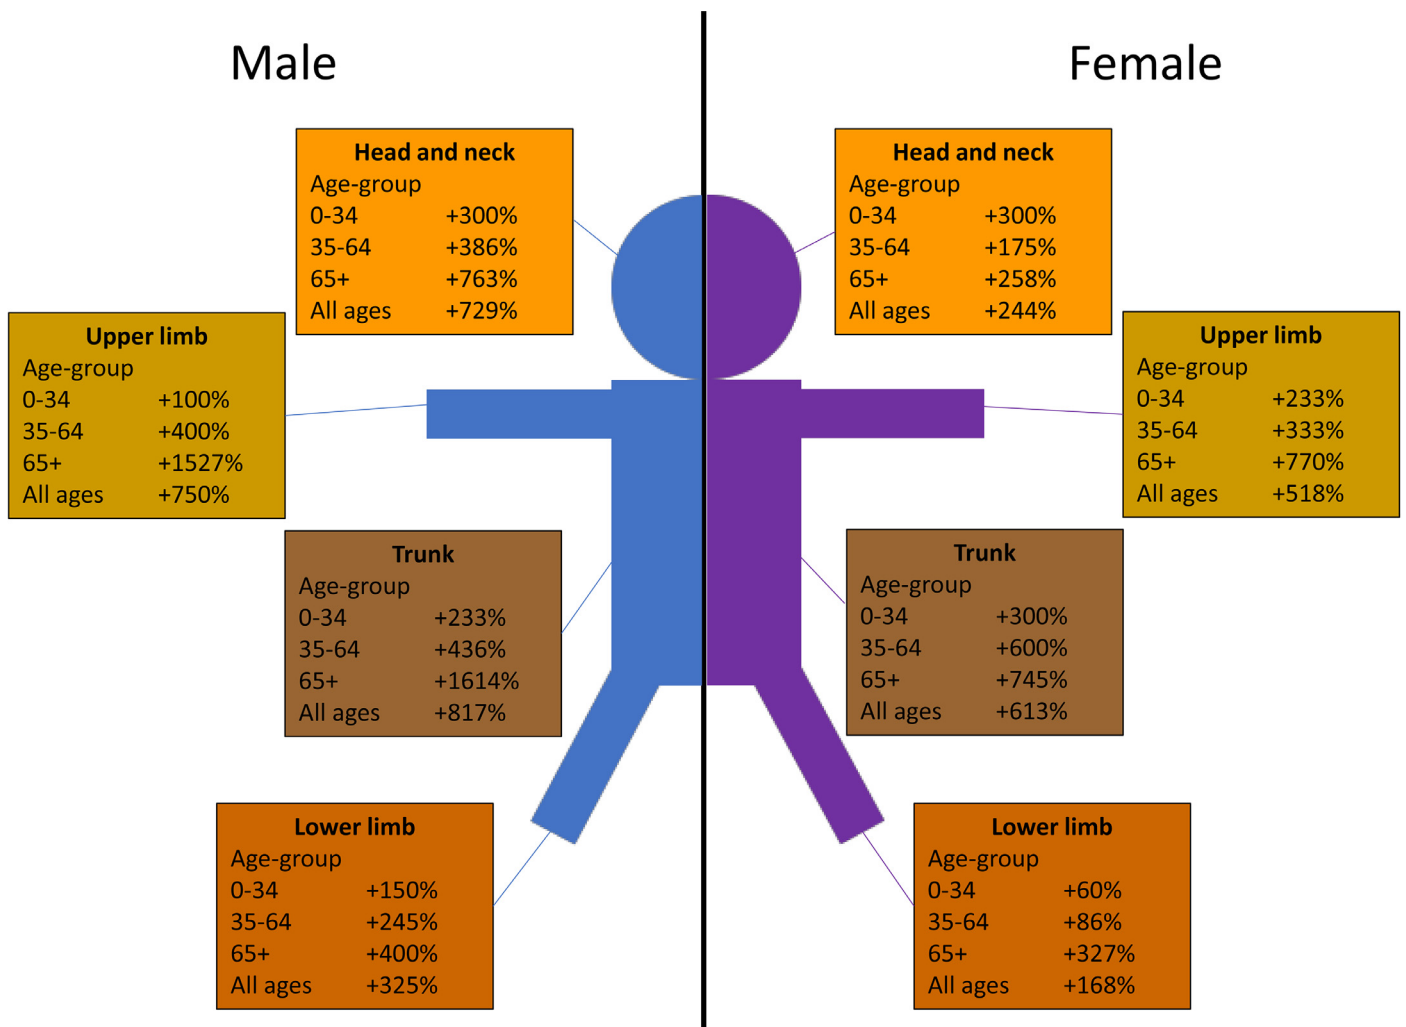 Male
Head and neck
Age-group
0-34 +300%
35-64 +386%
65+ +763%
All ages +729%
Upper limb
Age-group
0-34 +100%
35-64 +400%
65+ +1527%
All ages +750%
Trunk
Age-group
0-34 +233%
35-64 +436%
65+ +1614%
All ages +817%
Lower limb
Age-group
0-34 +150%
35-64 +245%
65+ +400%
All ages +325%
Female
Head and neck
Age-group
0-34 +300%
35-64 +175%
65+ +258%
All ages +244%
Upper limb
Age-group
0-34 +233%
35-64 +333%
65+ +770%
All ages +518%
Trunk
Age-group
0-34 +300%
35-64 +600%
65+ +745%
All ages +613%
Lower limb
Age-group
0-34 +60%
35-64 +86%
65+ +327%
All ages +168%